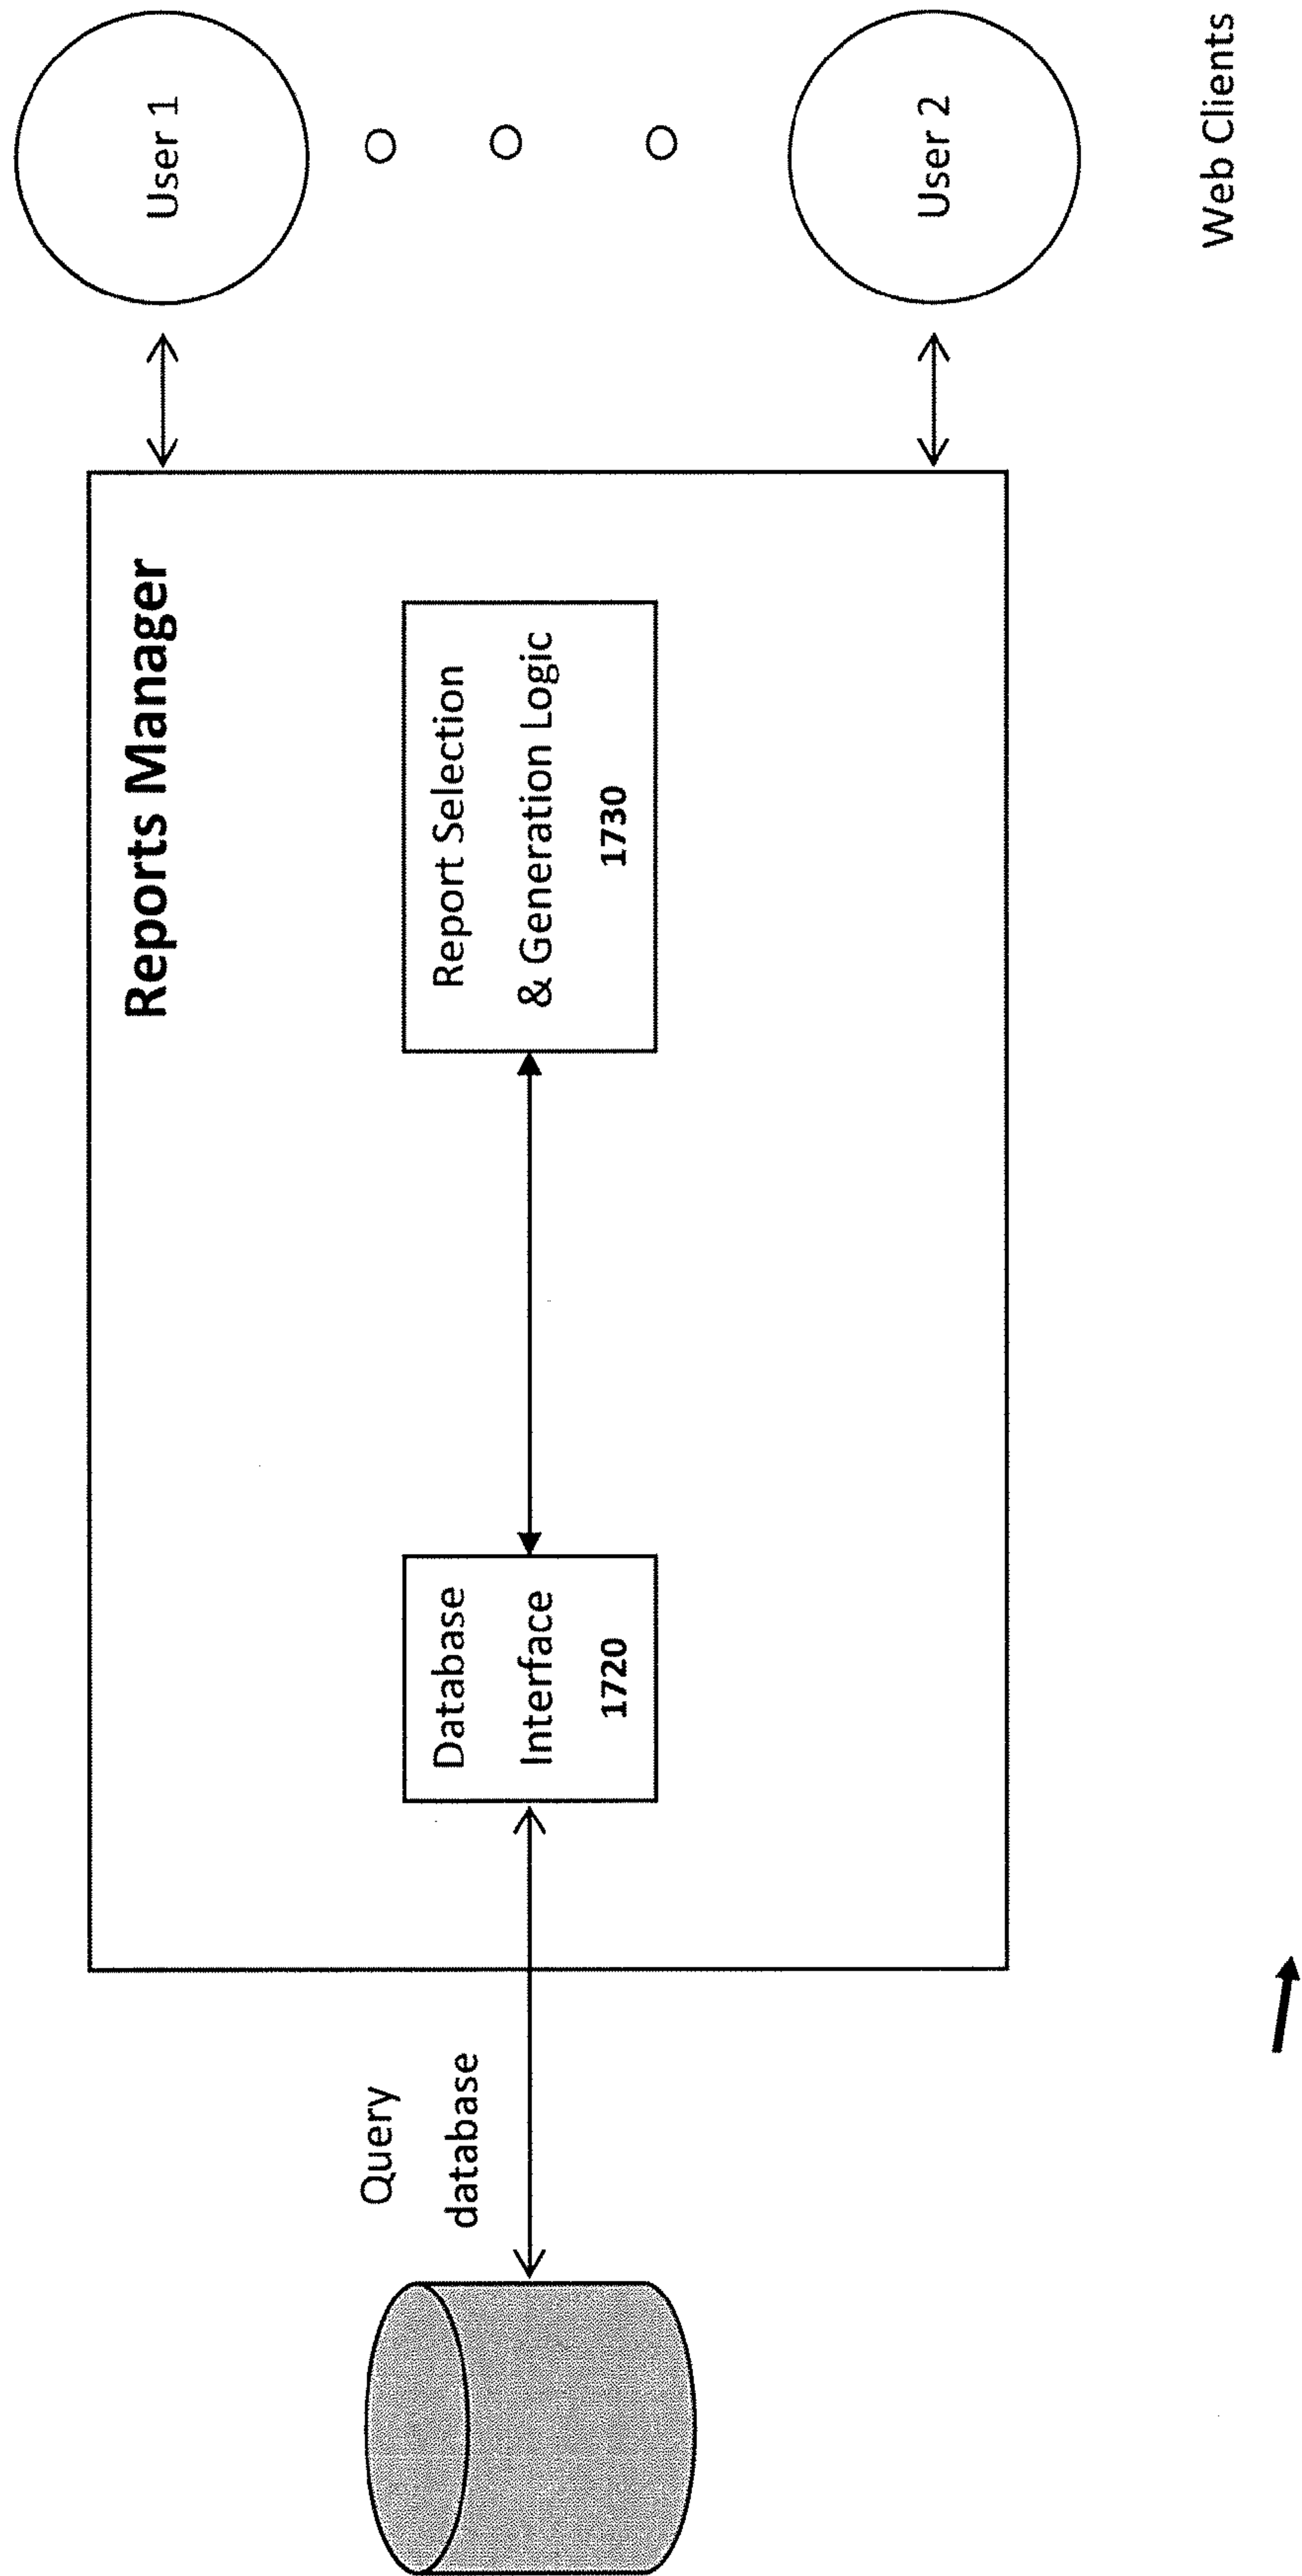 Reports Manager
Query
database
Database
Interface
1720
Report Selection
& Generation Logic
1730
User 1
User 2
Web Clients